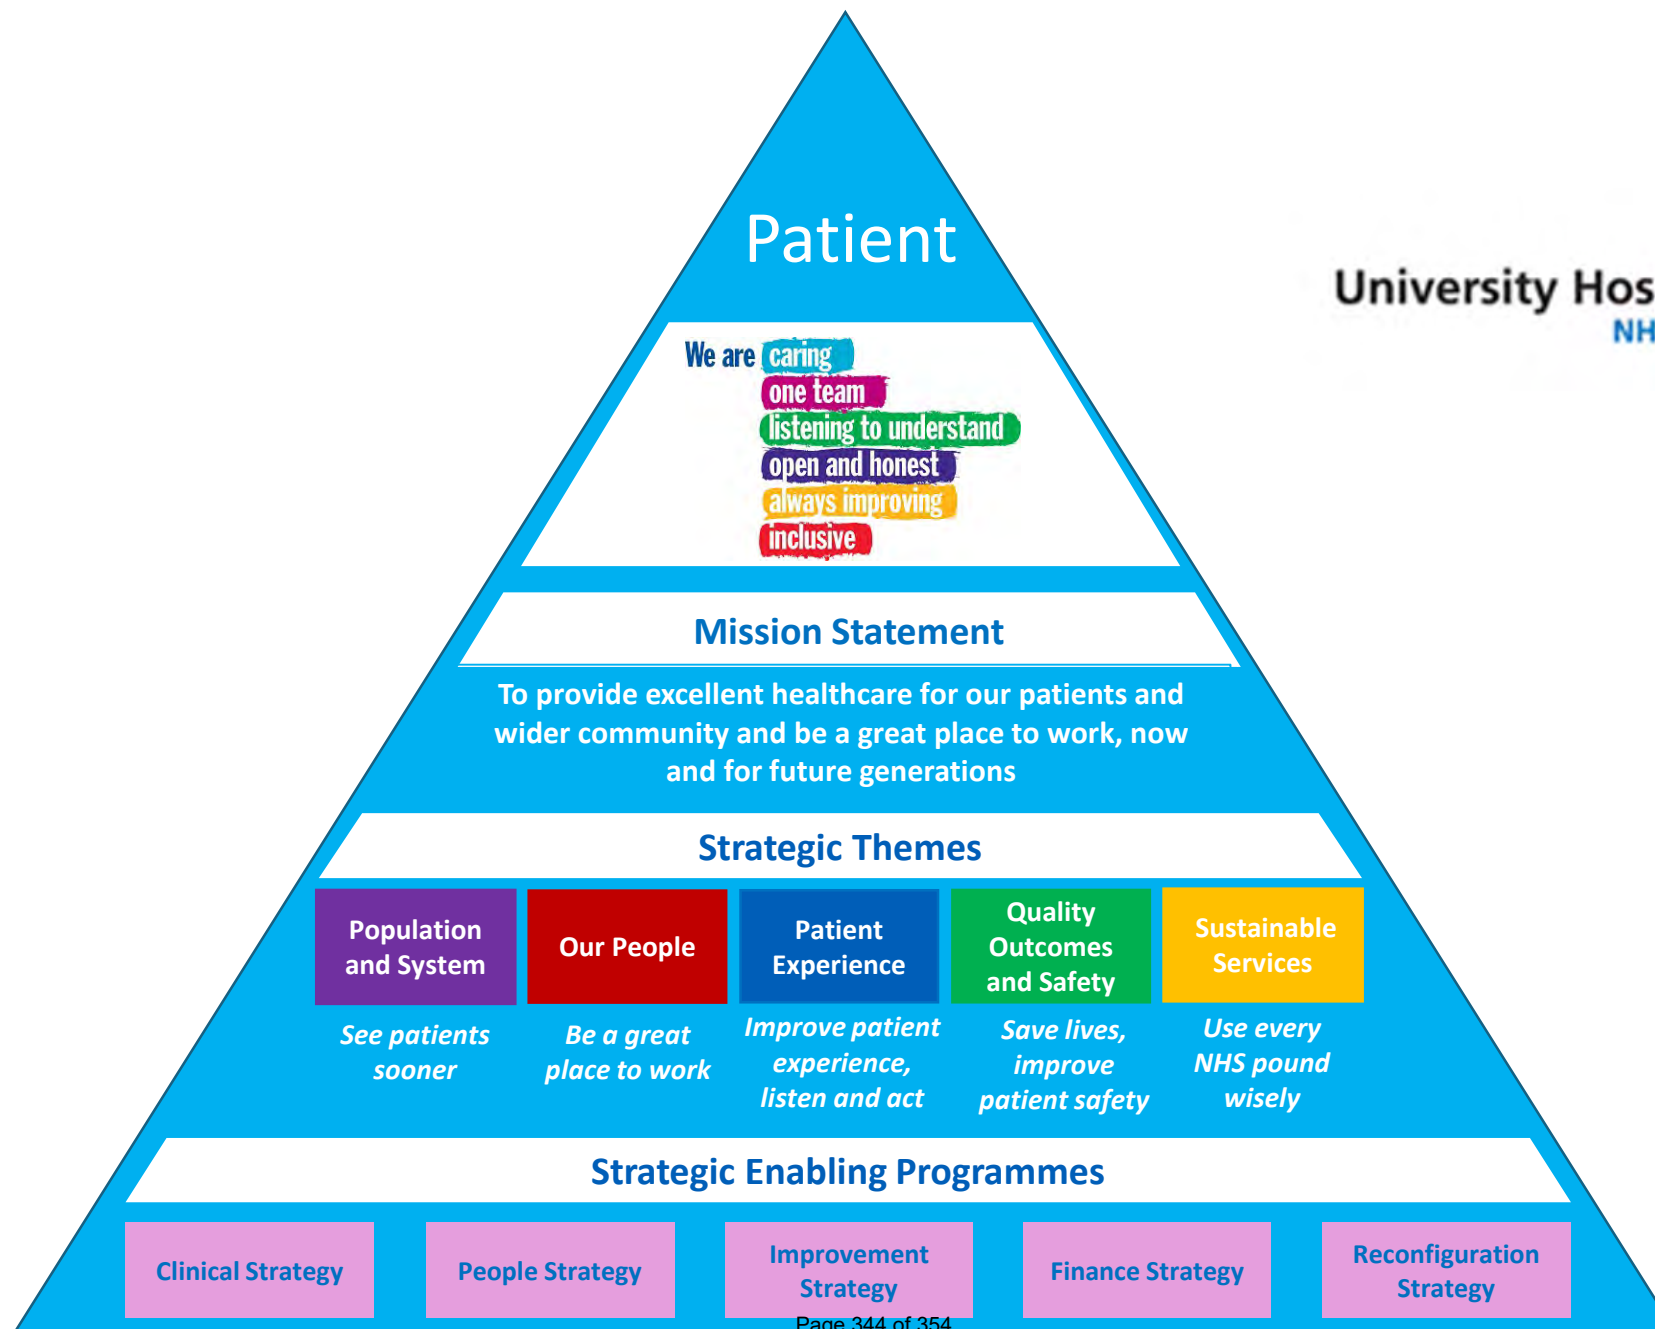 Patient
University Hos
NH
We are caring
one team
listening to understand
open and honest
always improving
inclusive
Mission Statement
To provide excellent healthcare for our patients and
wider community and be a great place to work, now
and for future generations
Strategic Themes
Population
and System
Our People
Patient
Experience
Quality
Outcomes
and Safety
Sustainable
Services
See patients
sooner
Be a great
place to work
Improve patient
experience,
listen and act
Save lives,
improve
patient safety
Use every
NHS pound
wisely
Strategic Enabling Programmes
Clinical Strategy
People Strategy
Improvement
Strategy
Finance Strategy
Reconfiguration
Strategy
Page 344 of 354